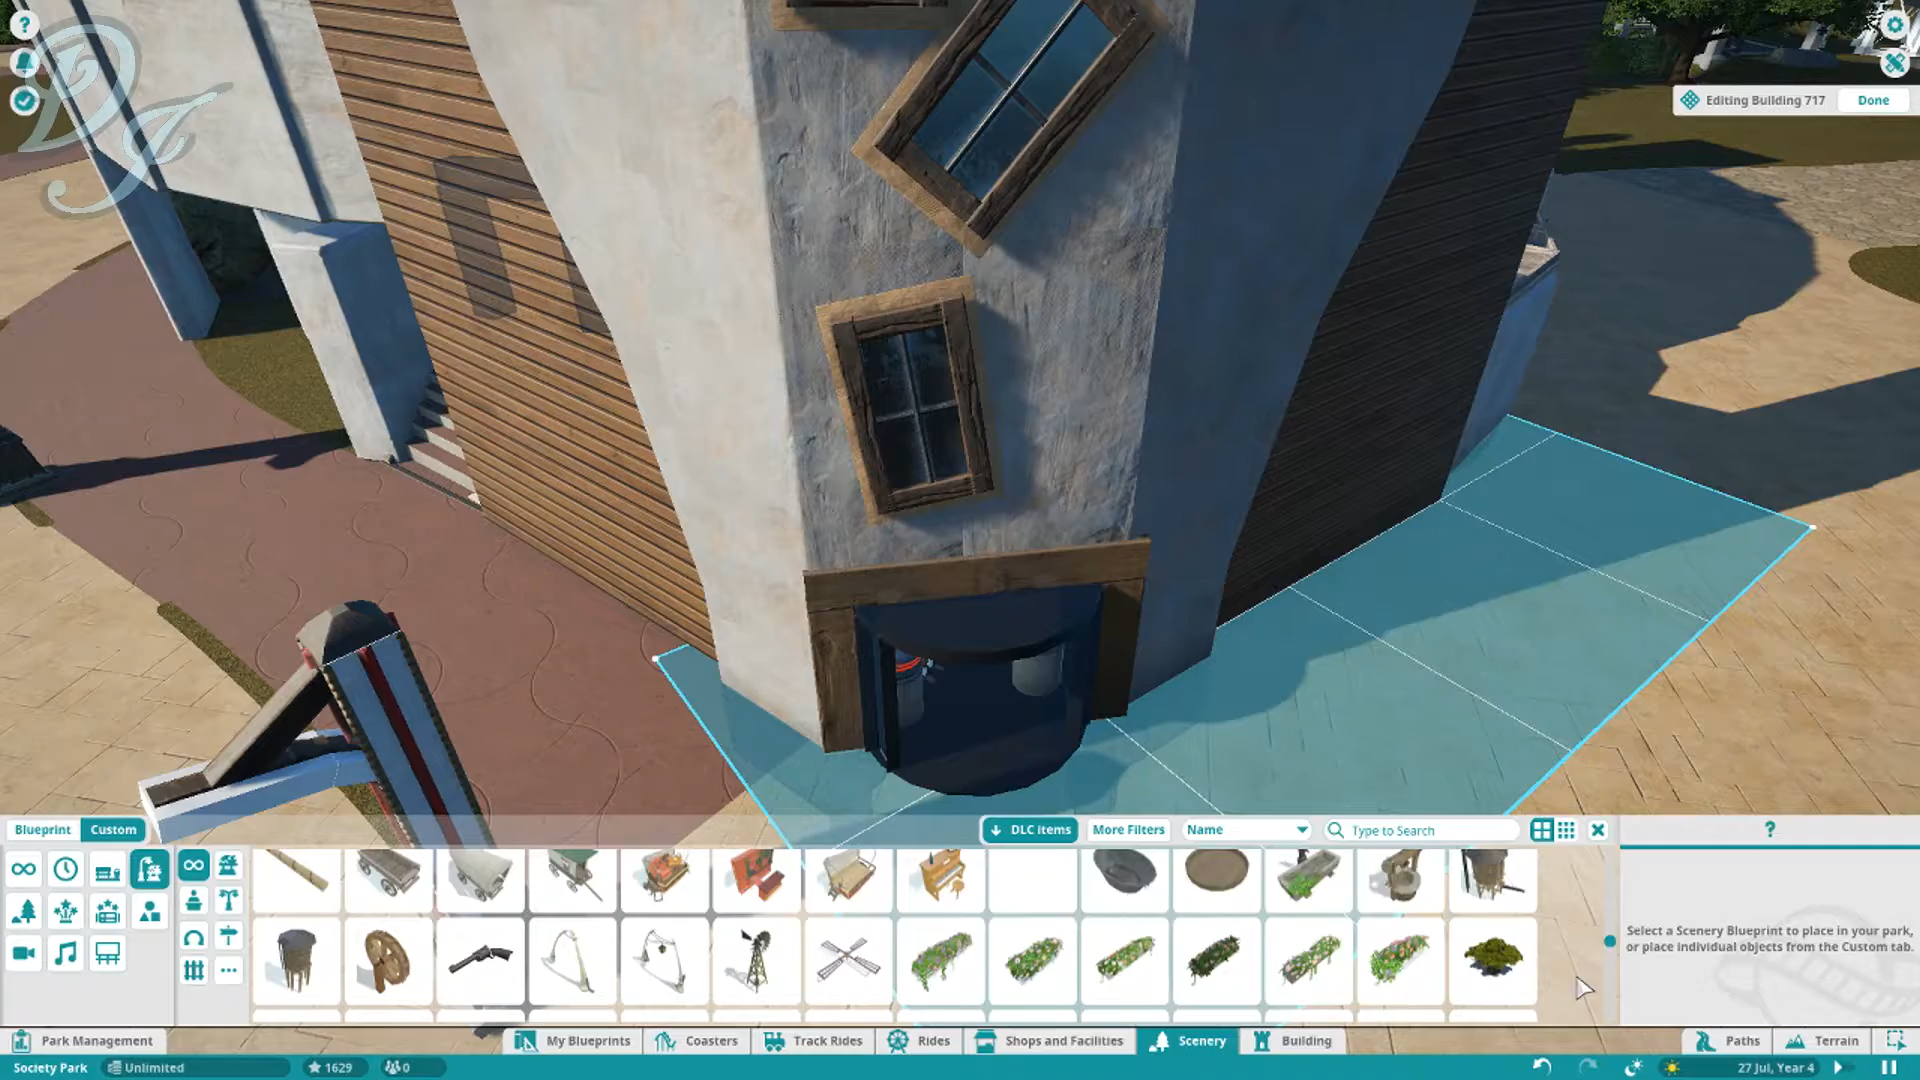 DJ
?
Editing Building 717 Done
Blueprint Custom
DLC items More Filters Name Type to Search
?
Select a Scenery Blueprint to place in your park,
or place individual objects from the Custom tab.
Park Management My Blueprints Coasters Track Rides Rides Shops and Facilities Scenery Building Paths Terrain
Society Park Unlimited 1629 0 27 Jul, Year 4